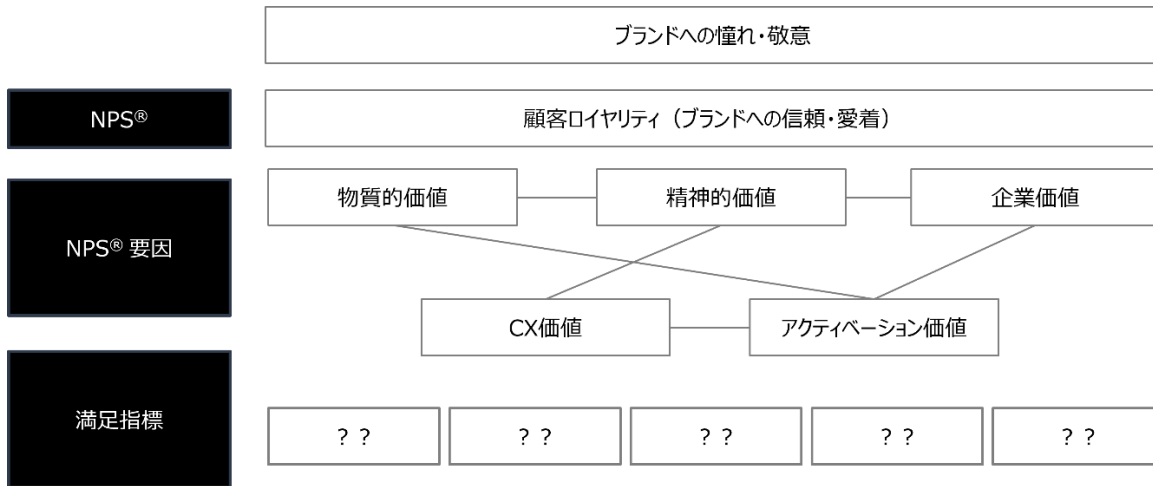 ブランドへの憧れ・敬意
NPS®
顧客ロイヤリティ（ブランドへの信頼・愛着）
NPS® 要因
物質的価値
精神的価値
企業価値
CX価値
アクティベーション価値
満足指標
？？
？？
？？
？？
？？